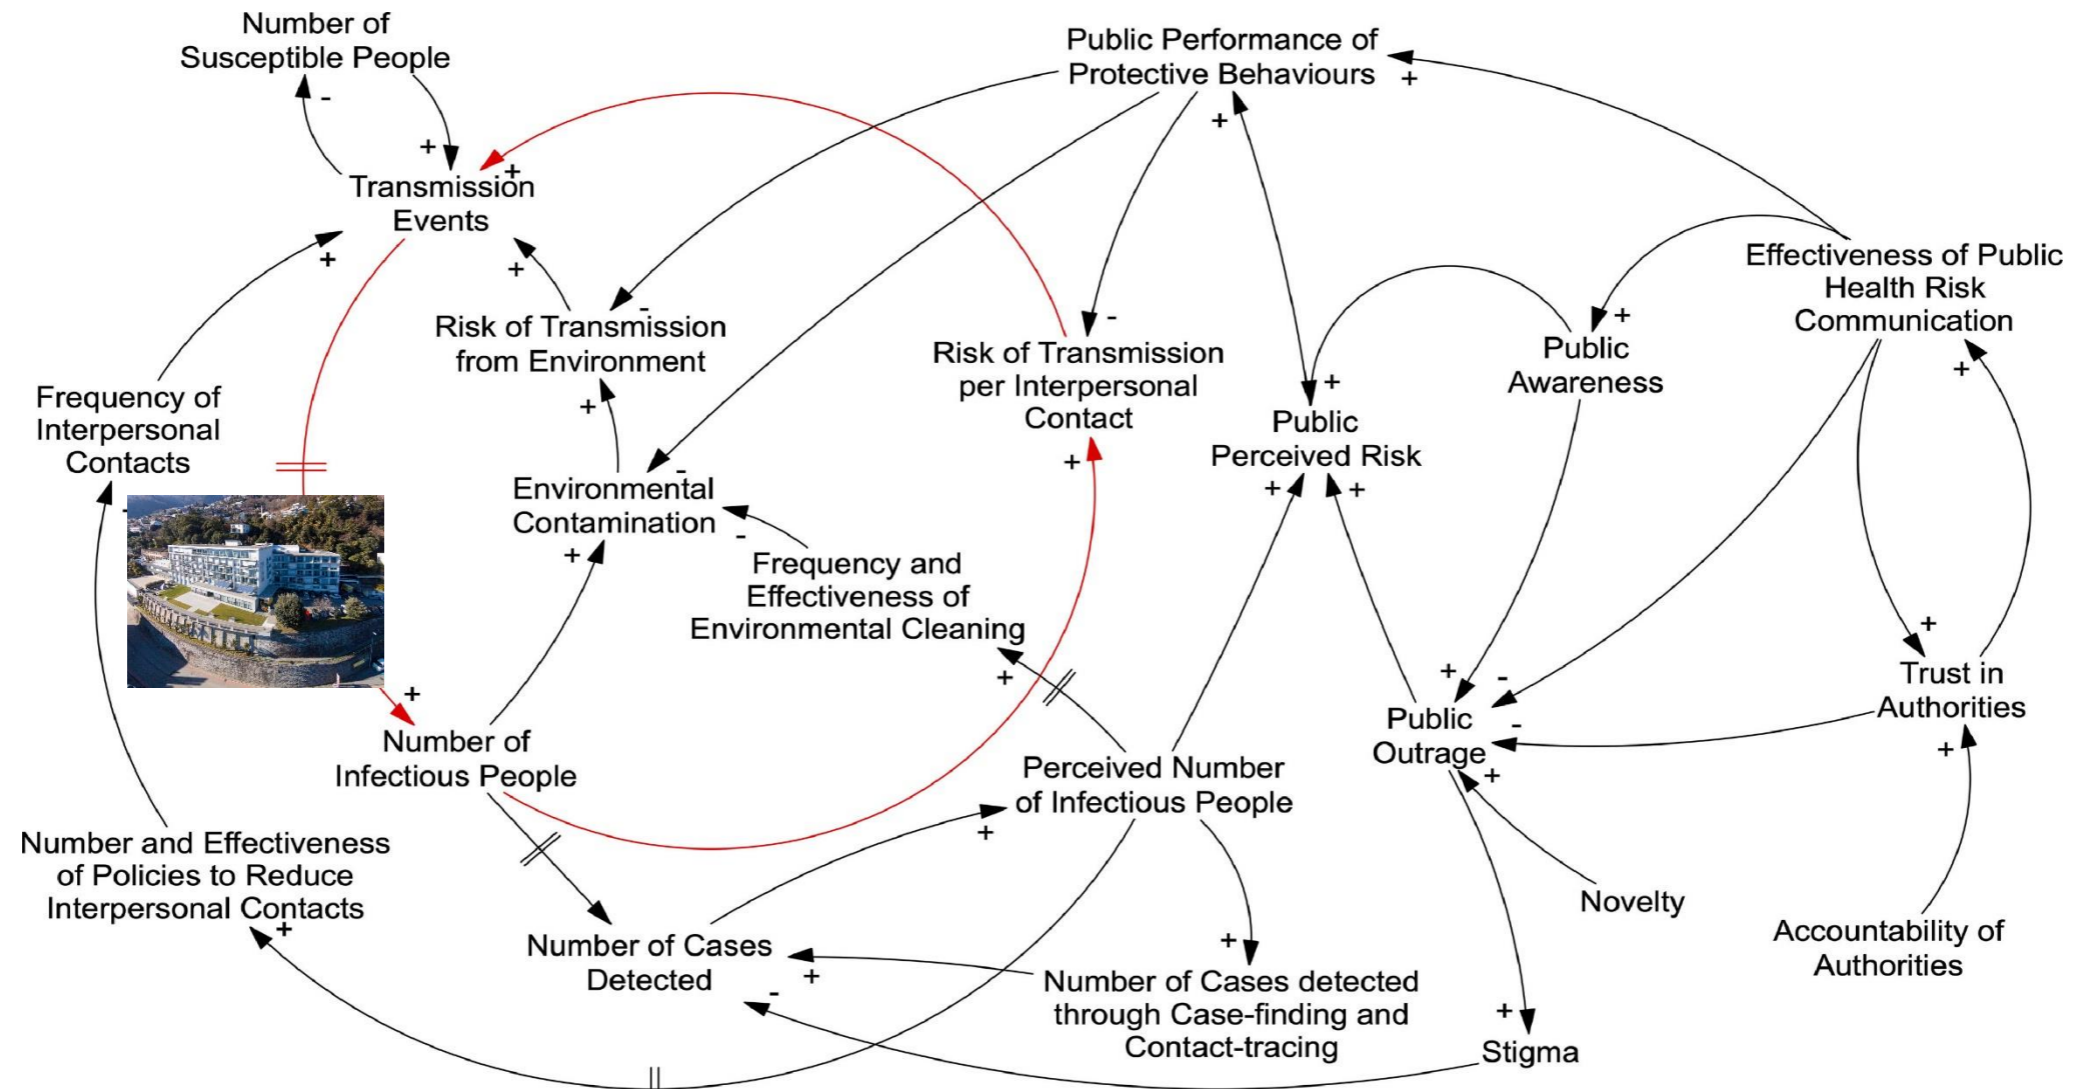 Number of
Susceptible People
-
+
Transmission
Events
+
+
+
Public Performance of
Protective Behaviours
+
+
Effectiveness of Public
Health Risk
Communication
+
Risk of Transmission
from Environment
-
+
Risk of Transmission
per Interpersonal
Contact
-
+
Public
Awareness
+
Public
Perceived Risk
+
+
+
Frequency of
Interpersonal
Contacts
Environmental
Contamination
-
-
+
Frequency and
Effectiveness of
Environmental Cleaning
+
Number of
Infectious People
+
Perceived Number
of Infectious People
+
Public
Outrage
+
-
-
+
Trust in
Authorities
+
+
Number and Effectiveness
of Policies to Reduce
Interpersonal Contacts
+
Number of Cases
Detected
+
-
Number of Cases detected
through Case-finding and
Contact-tracing
+
Novelty
Accountability of
Authorities
Stigma
+